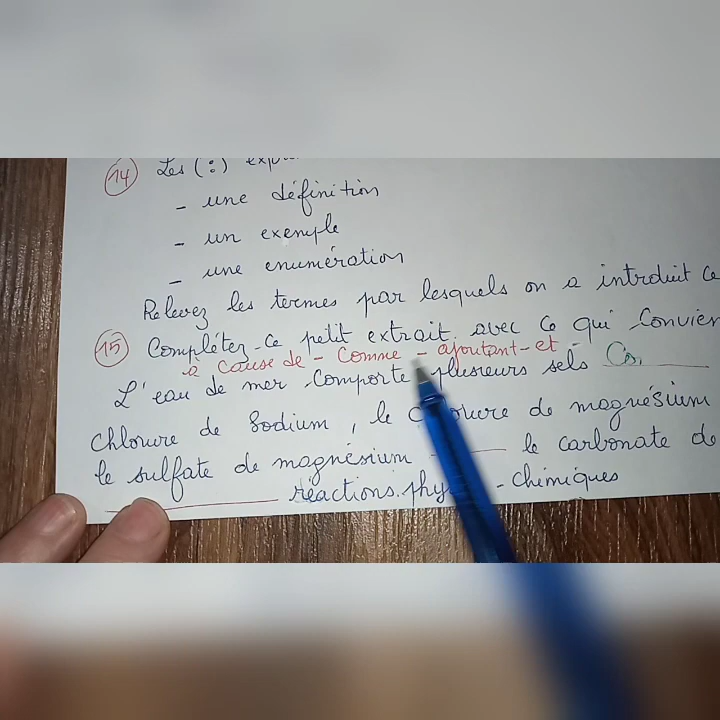 14 Les (:)
- une définition
- un exemple
- une enumération
Relevez les termes par lesquels on a introduit ce
15 Complétez-ce petit extrait avec ce qui convien
à cause de - comme - ajoutant - et
L'eau de mer comporte plusieurs sels Co,
chlorure de sodium, le chlorure de magnésium
le sulfate de magnésium le carbonate de
réactions - chimiques